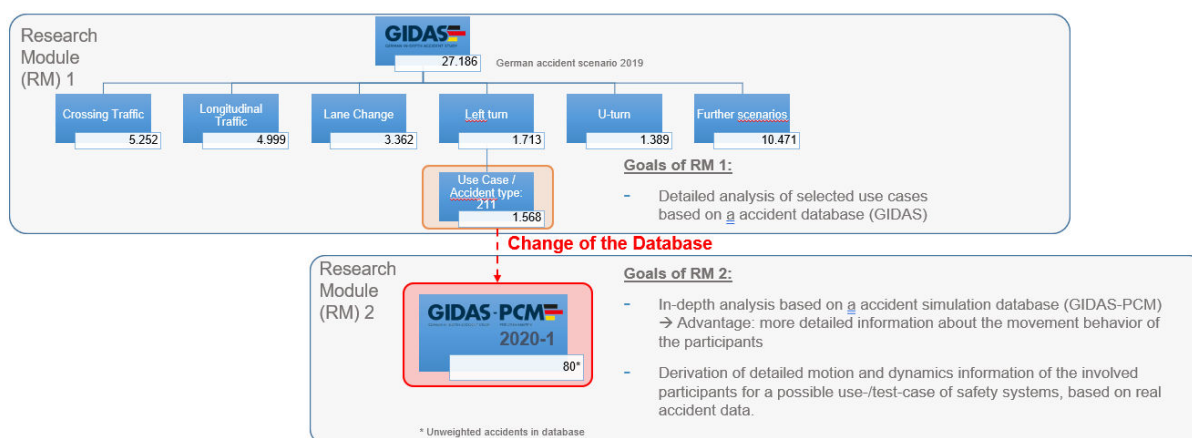 Research
Module
(RM) 1
GIDAS
GERMAN IN-DEPTH ACCIDENT STUDY
27.186
German accident scenario 2019
Crossing Traffic
5.252
Longitudinal
Traffic
4.999
Lane Change
3.362
Left turn
1.713
U-turn
1.389
Further scenarios
10.471
Use Case /
Accident type:
211
1.568
Goals of RM 1:
- Detailed analysis of selected use cases
based on a accident database (GIDAS)
Change of the Database
Research
Module
(RM) 2
GIDAS-PCM
2020-1
80*
* Unweighted accidents in database
Goals of RM 2:
- In-depth analysis based on a accident simulation database (GIDAS-PCM)
→ Advantage: more detailed information about the movement behavior of
the participants
- Derivation of detailed motion and dynamics information of the involved
participants for a possible use-/test-case of safety systems, based on real
accident data.